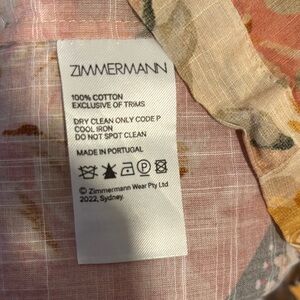 ZIMMERMANN
100% COTTON
EXCLUSIVE OF TRIMS
DRY CLEAN ONLY CODE P
COOL IRON
DO NOT SPOT CLEAN
MADE IN PORTUGAL
P
© Zimmermann Wear Pty Ltd
2022, Sydney.